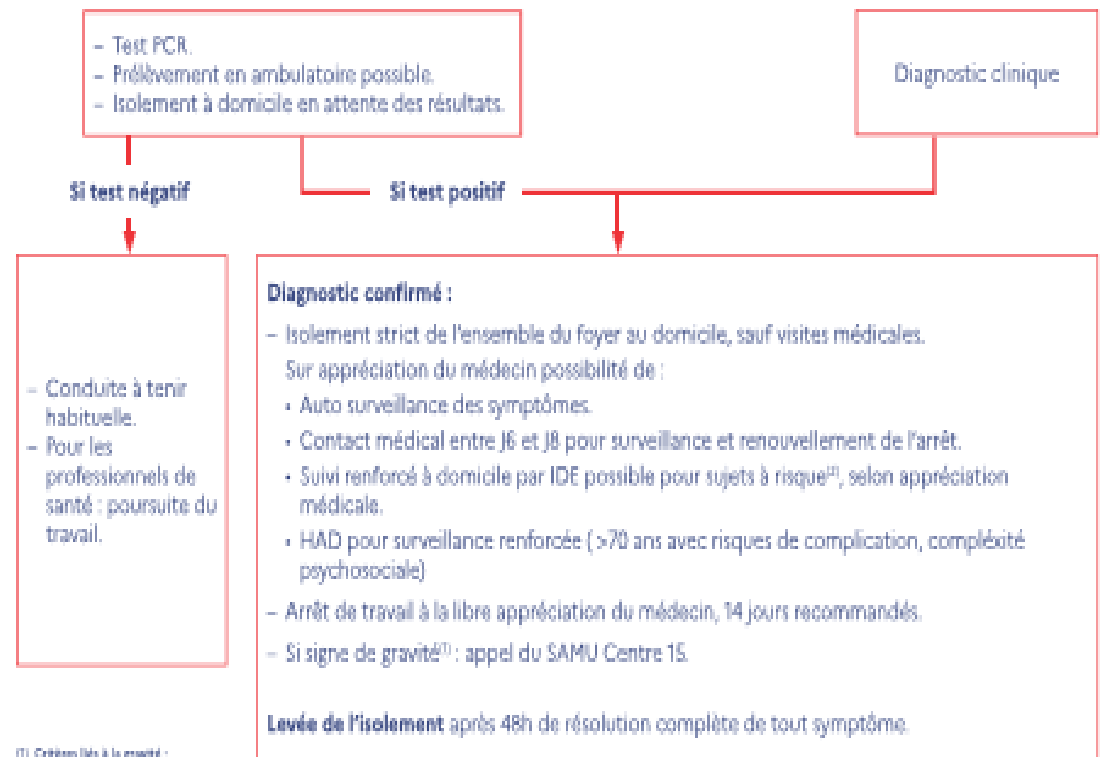 – Test PCR.
– Prélèvement en ambulatoire possible.
– Isolement à domicile en attente des résultats.
Diagnostic clinique
Si test négatif
Si test positif
– Conduite à tenir
habituelle.
– Pour les
professionnels de
santé : poursuite du
travail.
Diagnostic confirmé :
– Isolement strict de l'ensemble du foyer au domicile, sauf visites médicales.
Sur appréciation du médecin possibilité de :
• Auto surveillance des symptômes.
• Contact médical entre J6 et J8 pour surveillance et renouvellement de l'arrêt.
• Suivi renforcé à domicile par IDE possible pour sujets à risque(2), selon appréciation
médicale.
• HAD pour surveillance renforcée ( >70 ans avec risques de complication, compléxité
psychosociale)
– Arrêt de travail à la libre appréciation du médecin, 14 jours recommandés.
– Si signe de gravité(1) : appel du SAMU Centre 15.
Levée de l'isolement après 48h de résolution complète de tout symptôme.
(1) Critères liés à la gravité :